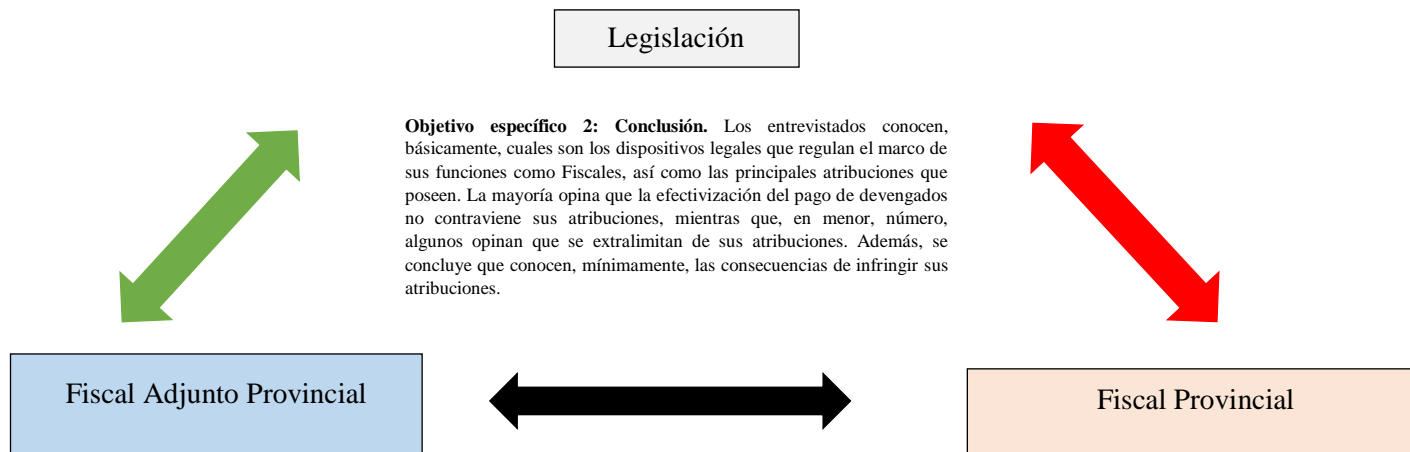 Legislación
Objetivo específico 2: Conclusión. Los entrevistados conocen,
básicamente, cuales son los dispositivos legales que regulan el marco de
sus funciones como Fiscales, así como las principales atribuciones que
poseen. La mayoría opina que la efectivización del pago de devengados
no contraviene sus atribuciones, mientras que, en menor, número,
algunos opinan que se extralimitan de sus atribuciones. Además, se
concluye que conocen, mínimamente, las consecuencias de infringir sus
atribuciones.
Fiscal Adjunto Provincial
Fiscal Provincial